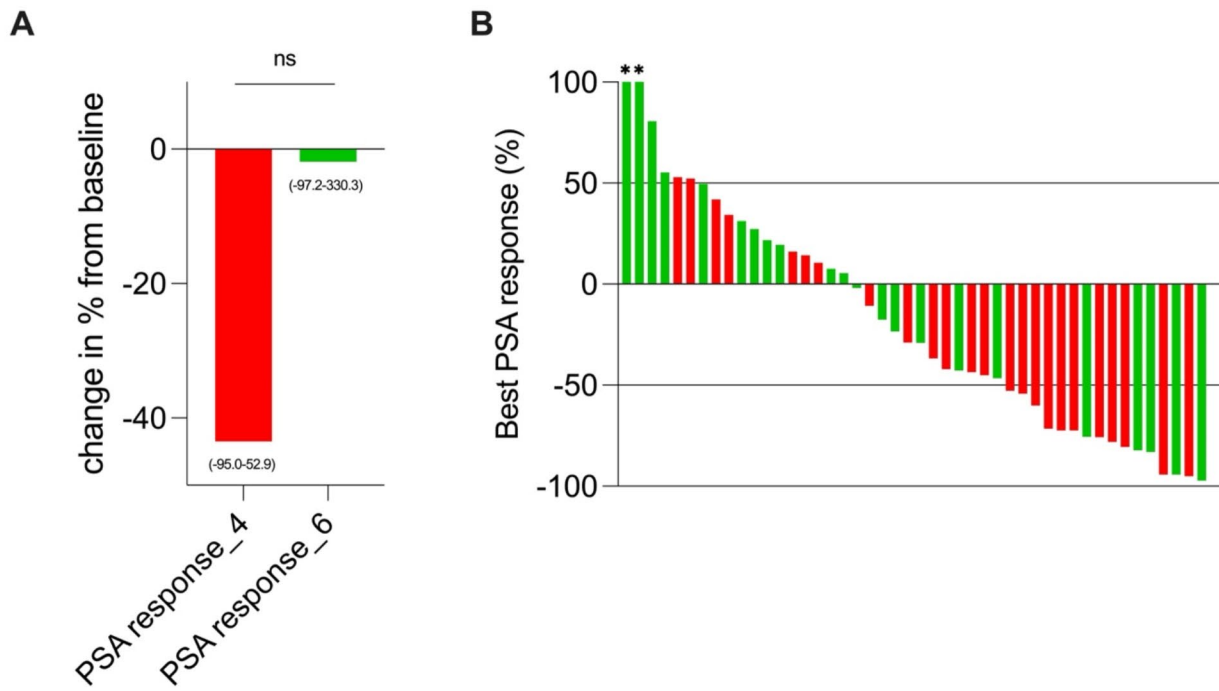 A
ns
change in % from baseline
0
-20
-40
(-97.2-330.3)
(-95.0-52.9)
PSA response_4
PSA response_6
B
**
Best PSA response (%)
100
50
0
-50
-100